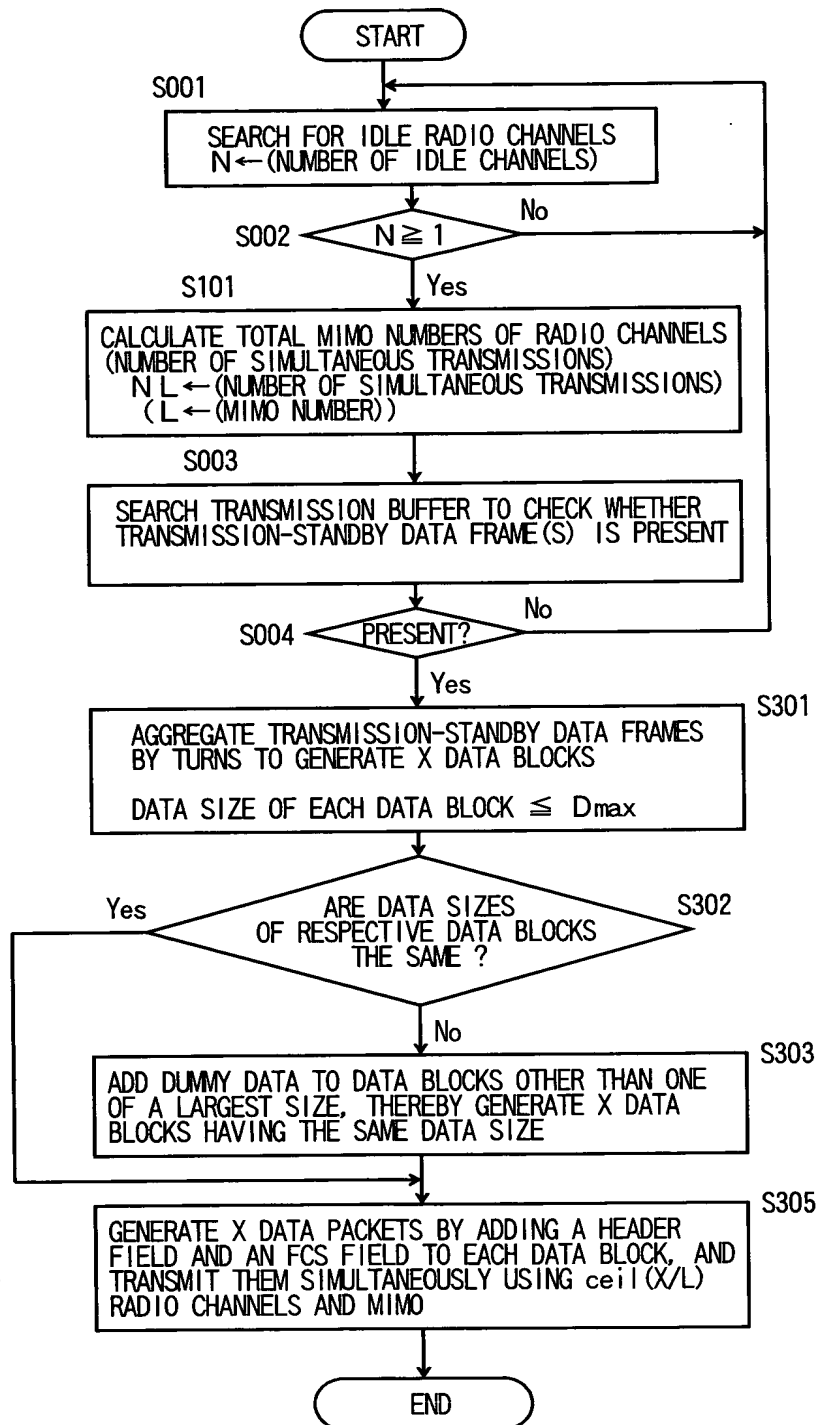 START
S001
SEARCH FOR IDLE RADIO CHANNELS
N←(NUMBER OF IDLE CHANNELS)
No
S002
N≧1
Yes
S101
CALCULATE TOTAL MIMO NUMBERS OF RADIO CHANNELS
(NUMBER OF SIMULTANEOUS TRANSMISSIONS)
NL←(NUMBER OF SIMULTANEOUS TRANSMISSIONS)
(L←(MIMO NUMBER))
S003
SEARCH TRANSMISSION BUFFER TO CHECK WHETHER
TRANSMISSION-STANDBY DATA FRAME(S) IS PRESENT
No
S004
PRESENT?
Yes
S301
AGGREGATE TRANSMISSION-STANDBY DATA FRAMES
BY TURNS TO GENERATE X DATA BLOCKS
DATA SIZE OF EACH DATA BLOCK ≦ Dmax
Yes
S302
ARE DATA SIZES
OF RESPECTIVE DATA BLOCKS
THE SAME ?
No
S303
ADD DUMMY DATA TO DATA BLOCKS OTHER THAN ONE
OF A LARGEST SIZE, THEREBY GENERATE X DATA
BLOCKS HAVING THE SAME DATA SIZE
S305
GENERATE X DATA PACKETS BY ADDING A HEADER
FIELD AND AN FCS FIELD TO EACH DATA BLOCK, AND
TRANSMIT THEM SIMULTANEOUSLY USING ceil(X/L)
RADIO CHANNELS AND MIMO
END